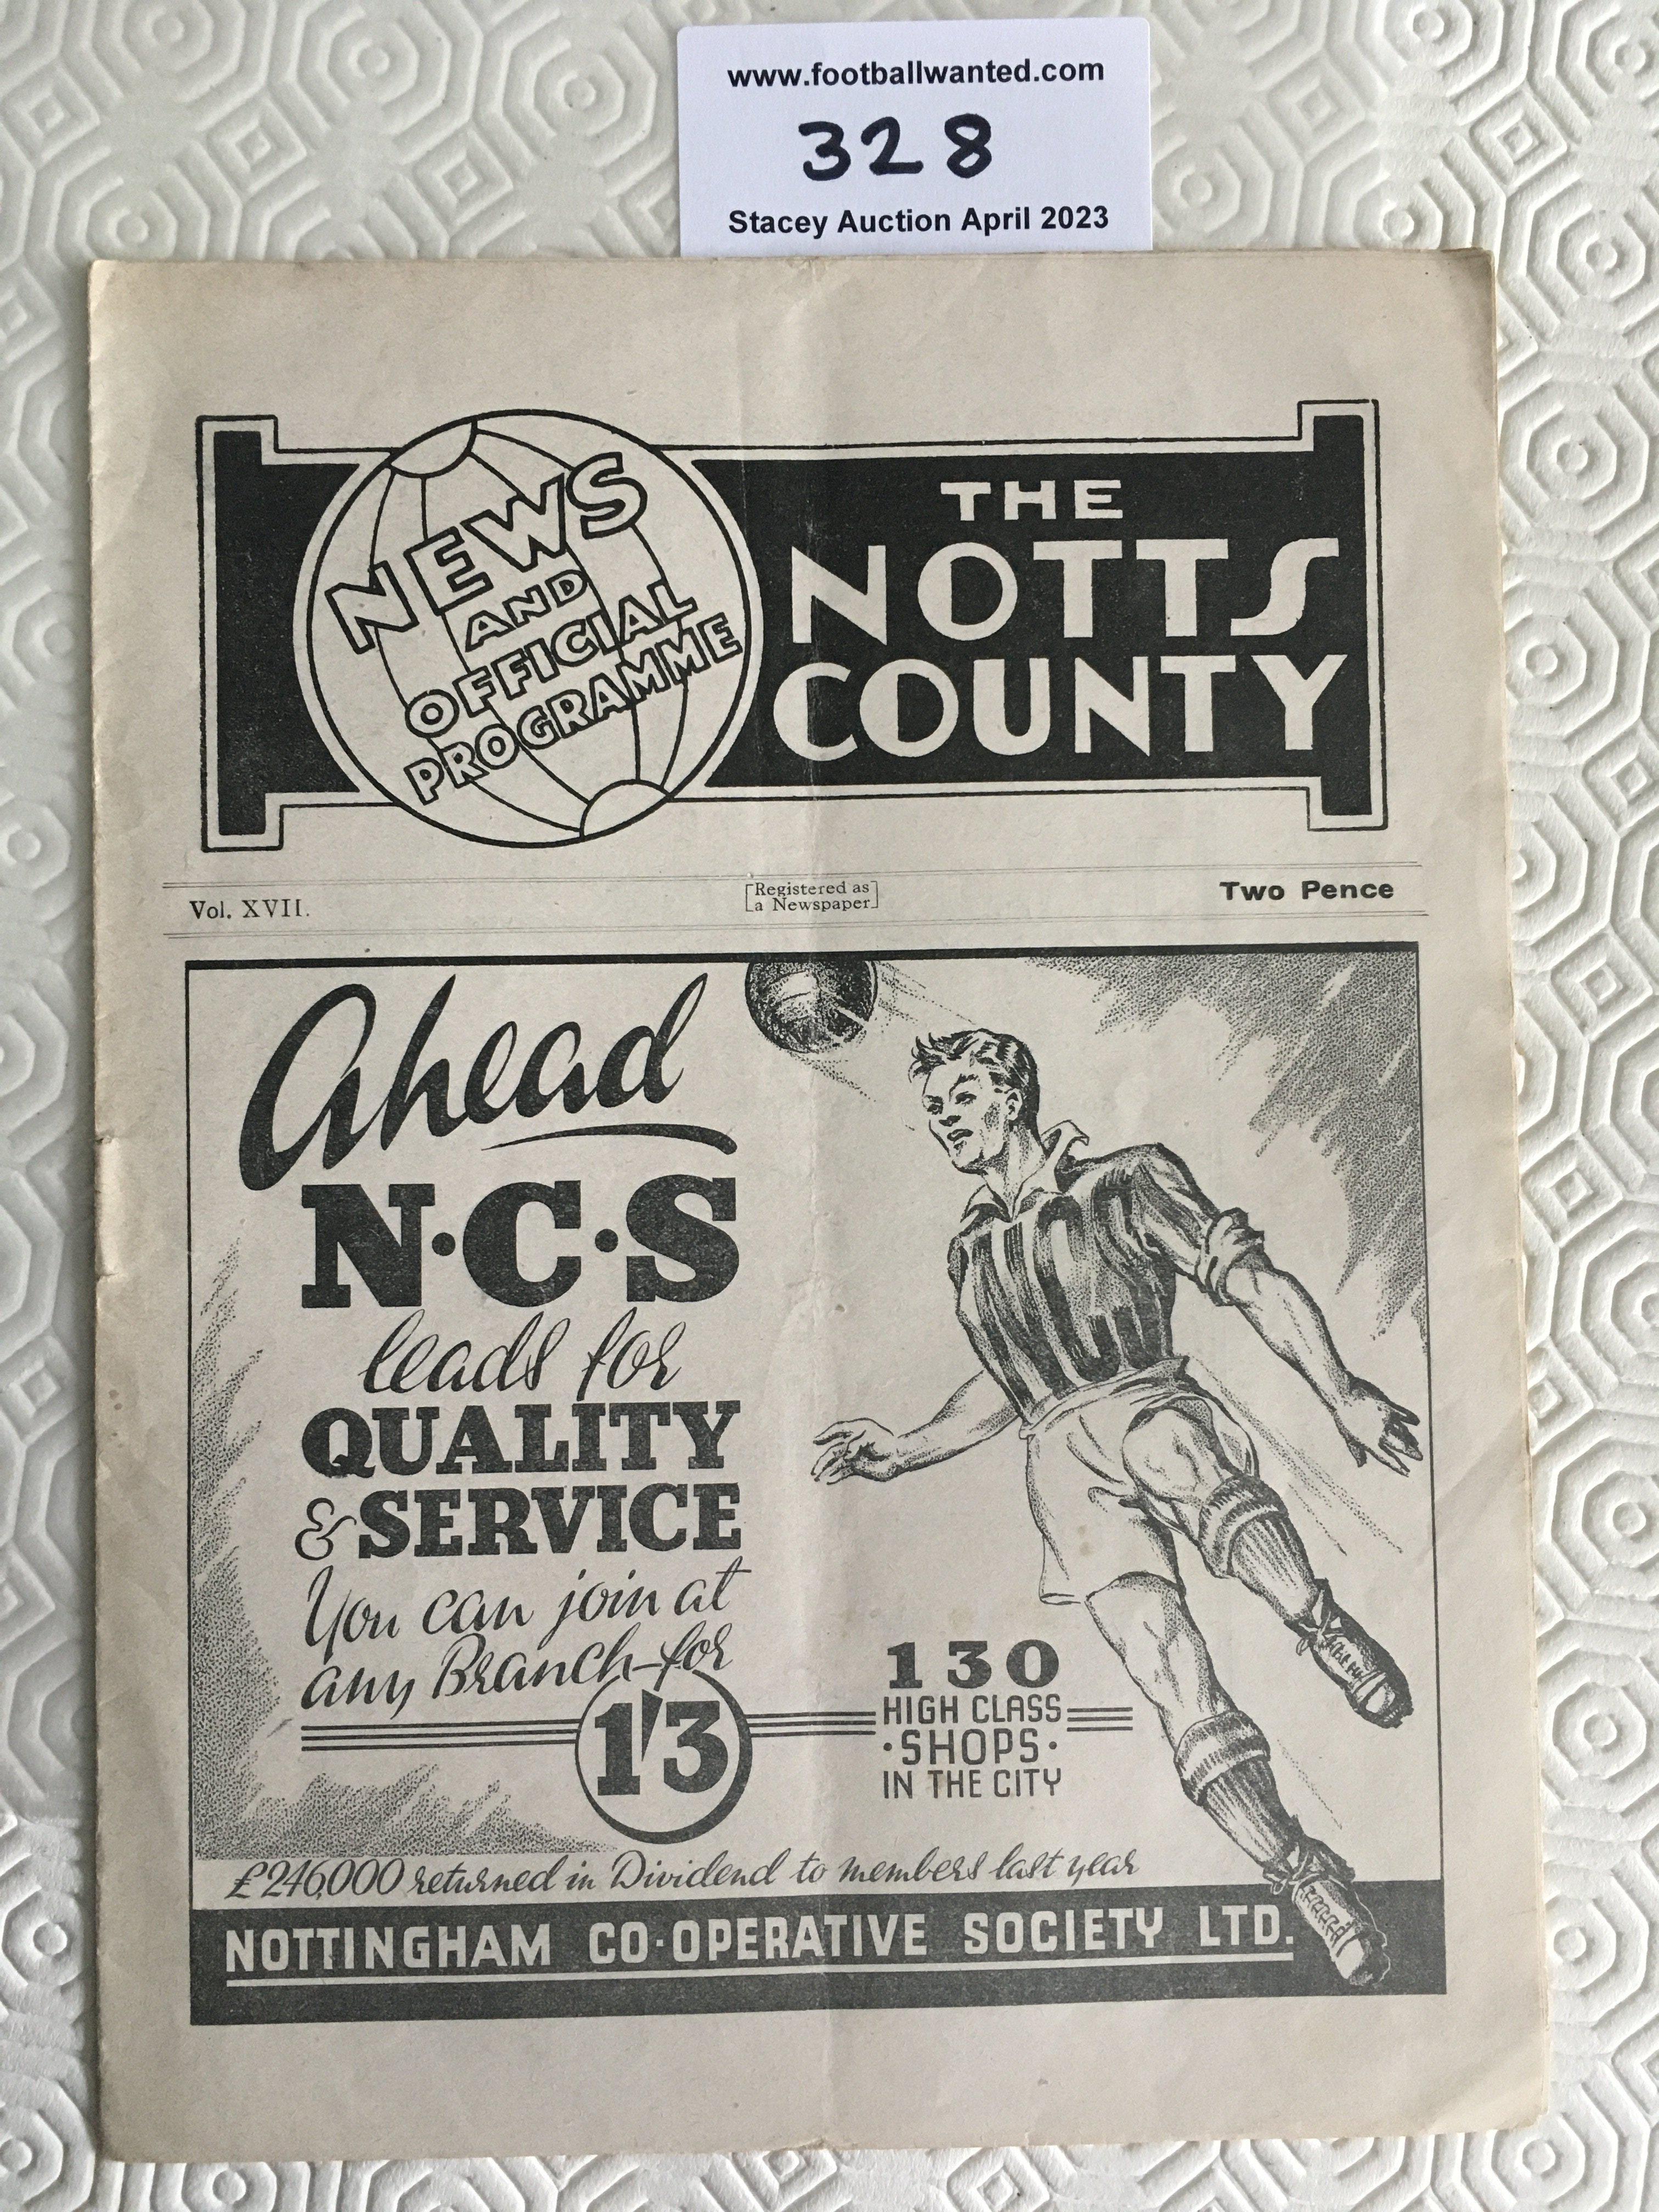 www.footballwanted.com
328
Stacey Auction April 2023
NEWS
AND
OFFICIAL
PROGRAMME
THE
NOTTS
COUNTY
Vol. XVII.
[Registered as
a Newspaper]
Two Pence
Ahead
N·C·S
leads for
QUALITY
& SERVICE
You can join at
any Branch-for
1'3
NCS
130
HIGH CLASS
·SHOPS·
IN THE CITY
£246,000 returned in Dividend to members last year
NOTTINGHAM CO-OPERATIVE SOCIETY LTD.